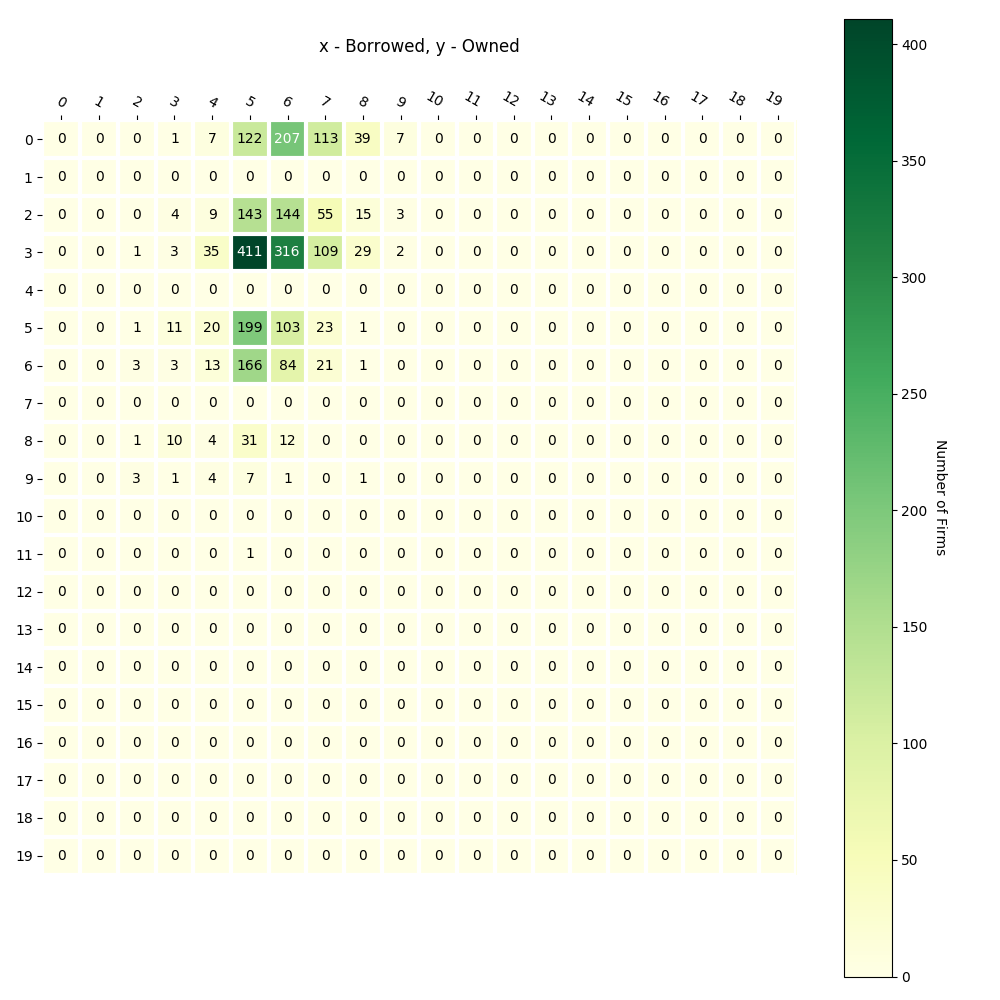 x - Borrowed, y - Owned
0 1 2 3 4 5 6 7 8 9 10 11 12 13 14 15 16 17 18 19
0 0 0 0 1 7 122 207 113 39 7 0 0 0 0 0 0 0 0 0 0
1 0 0 0 0 0 0 0 0 0 0 0 0 0 0 0 0 0 0 0 0
2 0 0 0 4 9 143 144 55 15 3 0 0 0 0 0 0 0 0 0 0
3 0 0 1 3 35 411 316 109 29 2 0 0 0 0 0 0 0 0 0 0
4 0 0 0 0 0 0 0 0 0 0 0 0 0 0 0 0 0 0 0 0
5 0 0 1 11 20 199 103 23 1 0 0 0 0 0 0 0 0 0 0 0
6 0 0 3 3 13 166 84 21 1 0 0 0 0 0 0 0 0 0 0 0
7 0 0 0 0 0 0 0 0 0 0 0 0 0 0 0 0 0 0 0 0
8 0 0 1 10 4 31 12 0 0 0 0 0 0 0 0 0 0 0 0 0
9 0 0 3 1 4 7 1 0 1 0 0 0 0 0 0 0 0 0 0 0
10 0 0 0 0 0 0 0 0 0 0 0 0 0 0 0 0 0 0 0 0
11 0 0 0 0 0 1 0 0 0 0 0 0 0 0 0 0 0 0 0 0
12 0 0 0 0 0 0 0 0 0 0 0 0 0 0 0 0 0 0 0 0
13 0 0 0 0 0 0 0 0 0 0 0 0 0 0 0 0 0 0 0 0
14 0 0 0 0 0 0 0 0 0 0 0 0 0 0 0 0 0 0 0 0
15 0 0 0 0 0 0 0 0 0 0 0 0 0 0 0 0 0 0 0 0
16 0 0 0 0 0 0 0 0 0 0 0 0 0 0 0 0 0 0 0 0
17 0 0 0 0 0 0 0 0 0 0 0 0 0 0 0 0 0 0 0 0
18 0 0 0 0 0 0 0 0 0 0 0 0 0 0 0 0 0 0 0 0
19 0 0 0 0 0 0 0 0 0 0 0 0 0 0 0 0 0 0 0 0
400
350
300
250
200
150
100
50
0
Number of Firms